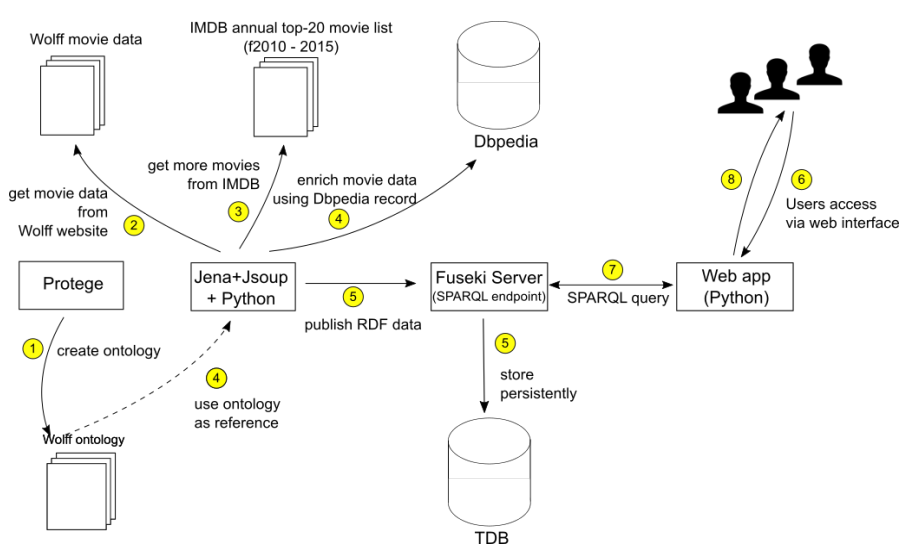 Wolff movie data
IMDB annual top-20 movie list
(f2010 - 2015)
Dbpedia
get more movies
from IMDB
3
enrich movie data
using Dbpedia record
4
get movie data
from
Wolff website
2
8
6
Users access
via web interface
Protege
Jena+Jsoup
+ Python
5
publish RDF data
Fuseki Server
(SPARQL endpoint)
7
SPARQL query
Web app
(Python)
1
create ontology
4
use ontology
as reference
5
store
persistently
Wolff ontology
TDB